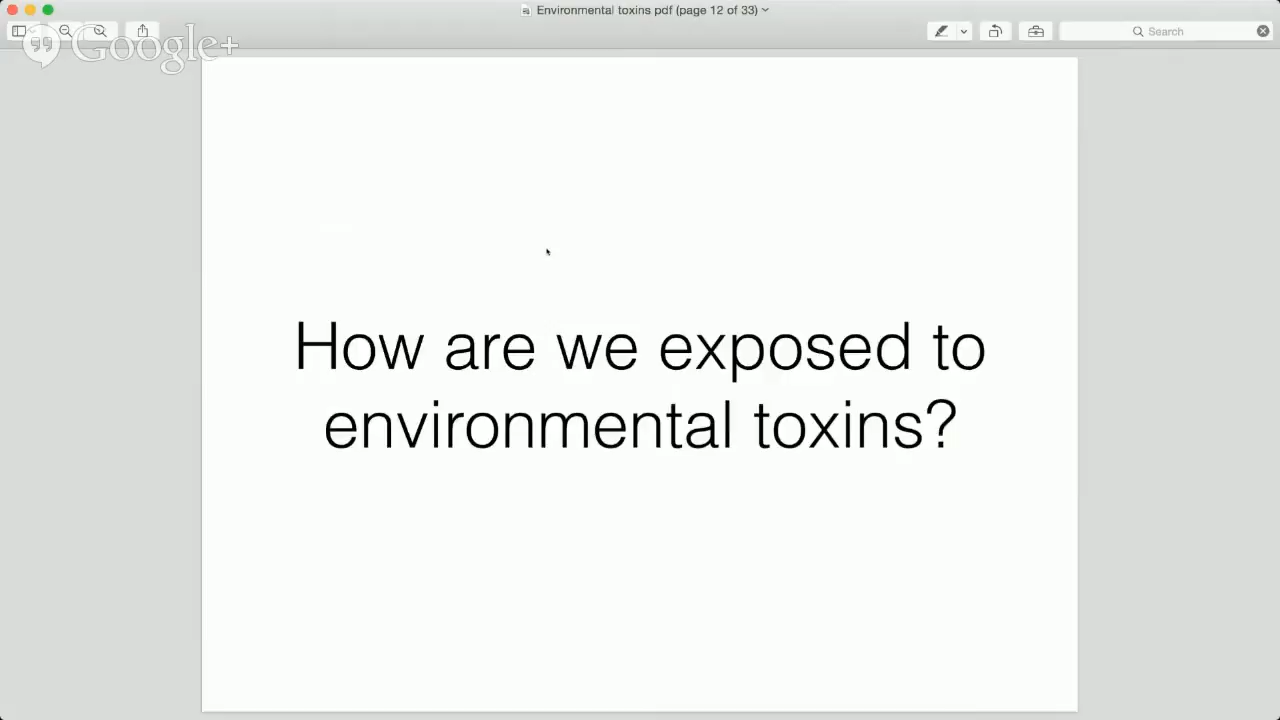 Environmental toxins pdf (page 12 of 33)
Google+
Search
How are we exposed to
environmental toxins?